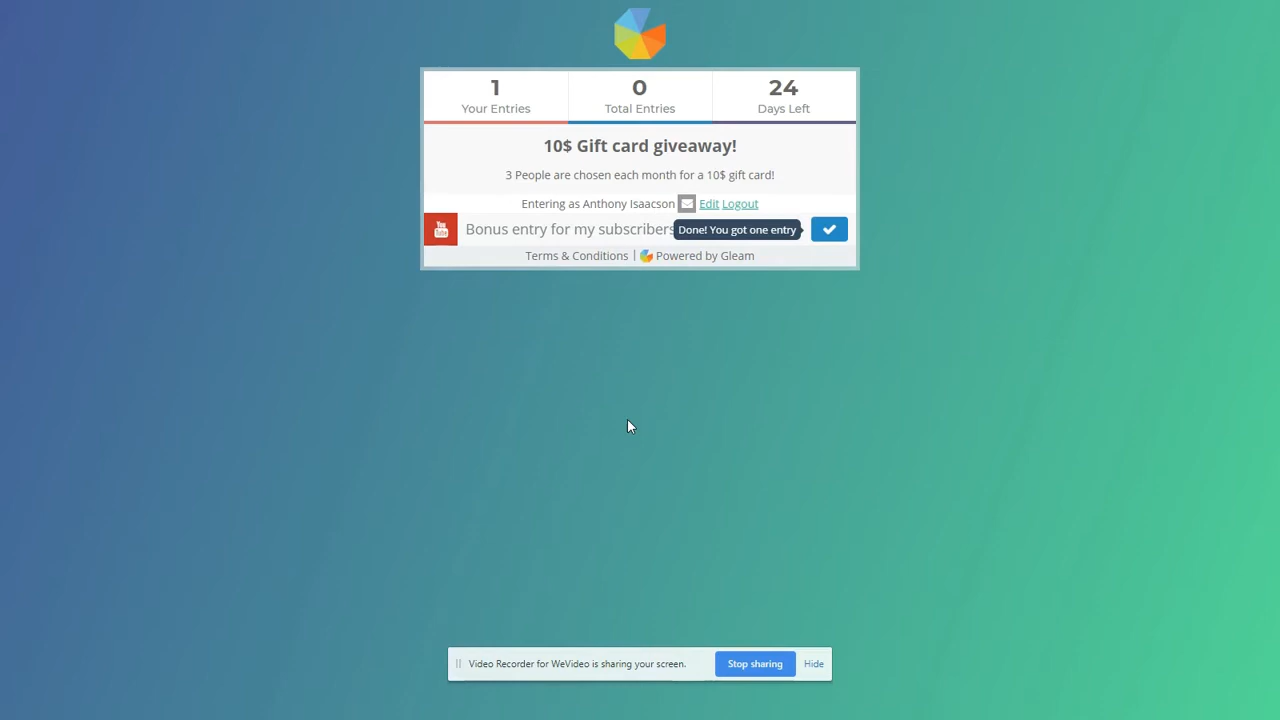 1 0 24
Your Entries Total Entries Days Left
10$ Gift card giveaway!
3 People are chosen each month for a 10$ gift card!
Entering as Anthony Isaacson Edit Logout
You Tube Bonus entry for my subscribers Done! You got one entry
Terms & Conditions | Powered by Gleam
Video Recorder for WeVideo is sharing your screen. Stop sharing Hide